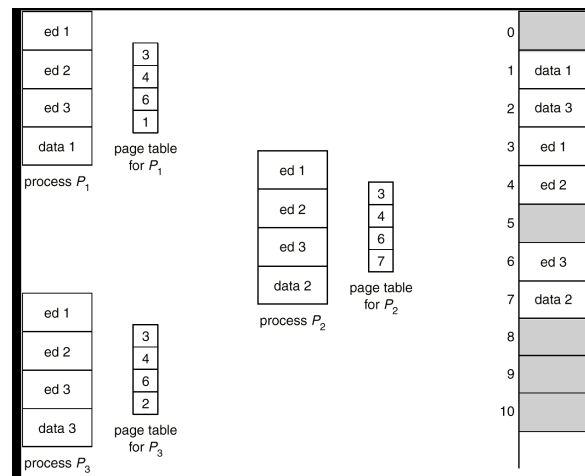 ed 1
ed 2
ed 3
data 1
process P1
3
4
6
1
page table
for P1
ed 1
ed 2
ed 3
data 2
process P2
3
4
6
7
page table
for P2
ed 1
ed 2
ed 3
data 3
process P3
3
4
6
2
page table
for P3
0
1 data 1
2 data 3
3 ed 1
4 ed 2
5
6 ed 3
7 data 2
8
9
10